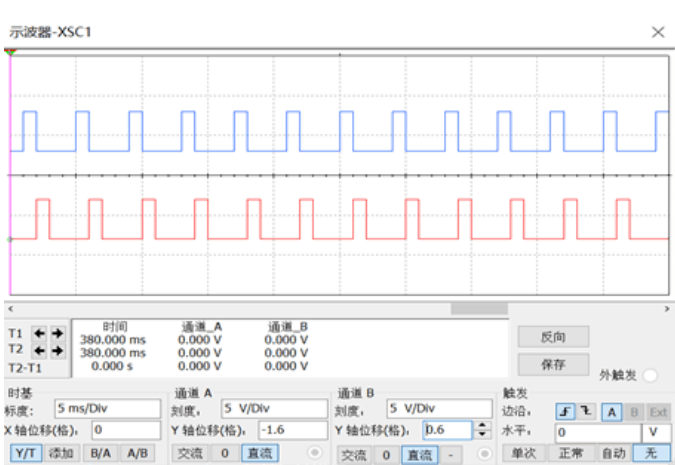 示波器-XSC1
时间 通道_A 通道_B
T1 380.000 ms 0.000 V 0.000 V
T2 380.000 ms 0.000 V 0.000 V
T2-T1 0.000 s 0.000 V 0.000 V
反向
保存
外触发
时基 通道 A 通道 B 触发
标度: 5 ms/Div 刻度, 5 V/Div 刻度, 5 V/Div 边沿, A B Ext
X 轴位移(格), 0 Y 轴位移(格), -1.6 Y 轴位移(格), 0.6 水平, 0 V
Y/T 添加 B/A A/B 交流 0 直流 交流 0 直流 - 单次 正常 自动 无